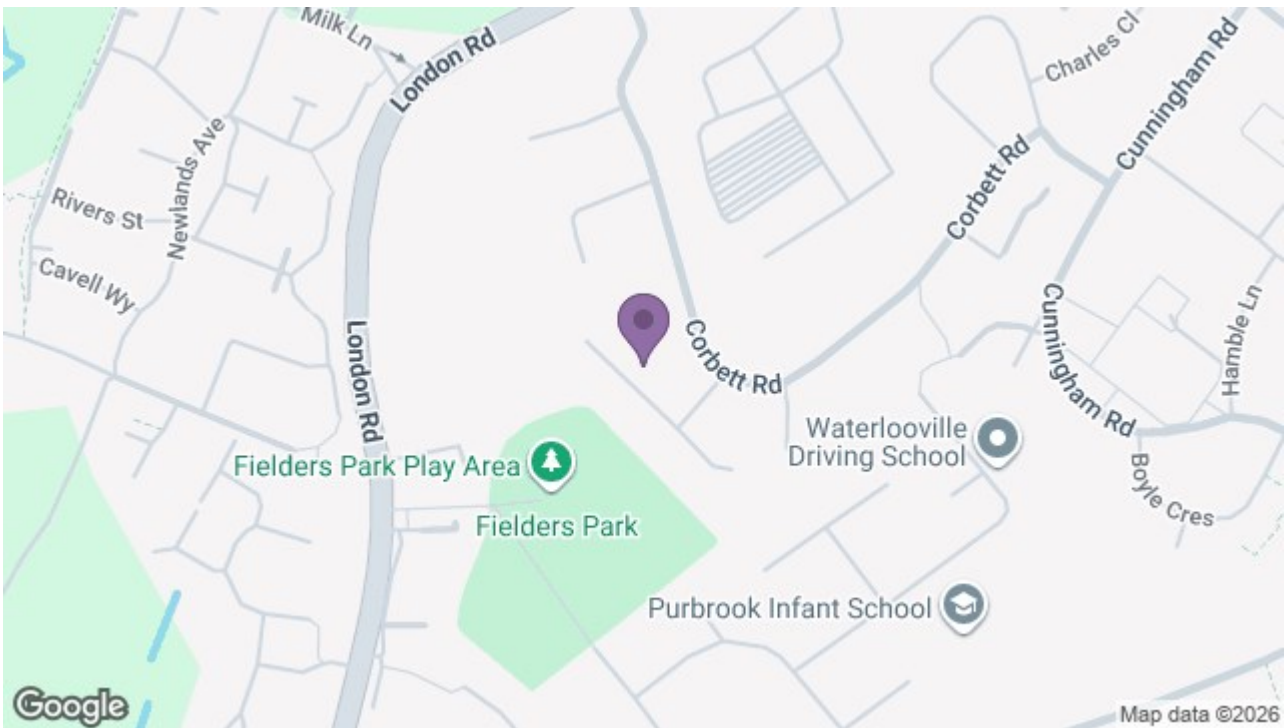 Milk Ln
London Rd
Charles Cl
Cunningham Rd
Newlands Ave
Rivers St
Corbett Rd
Cavell Wy
Hamble Ln
Cunningham Rd
Corbett Rd
London Rd
Waterlooville
Driving School
Fielders Park Play Area
Boyle Cres
Fielders Park
Purbrook Infant School
Google
Map data ©2026